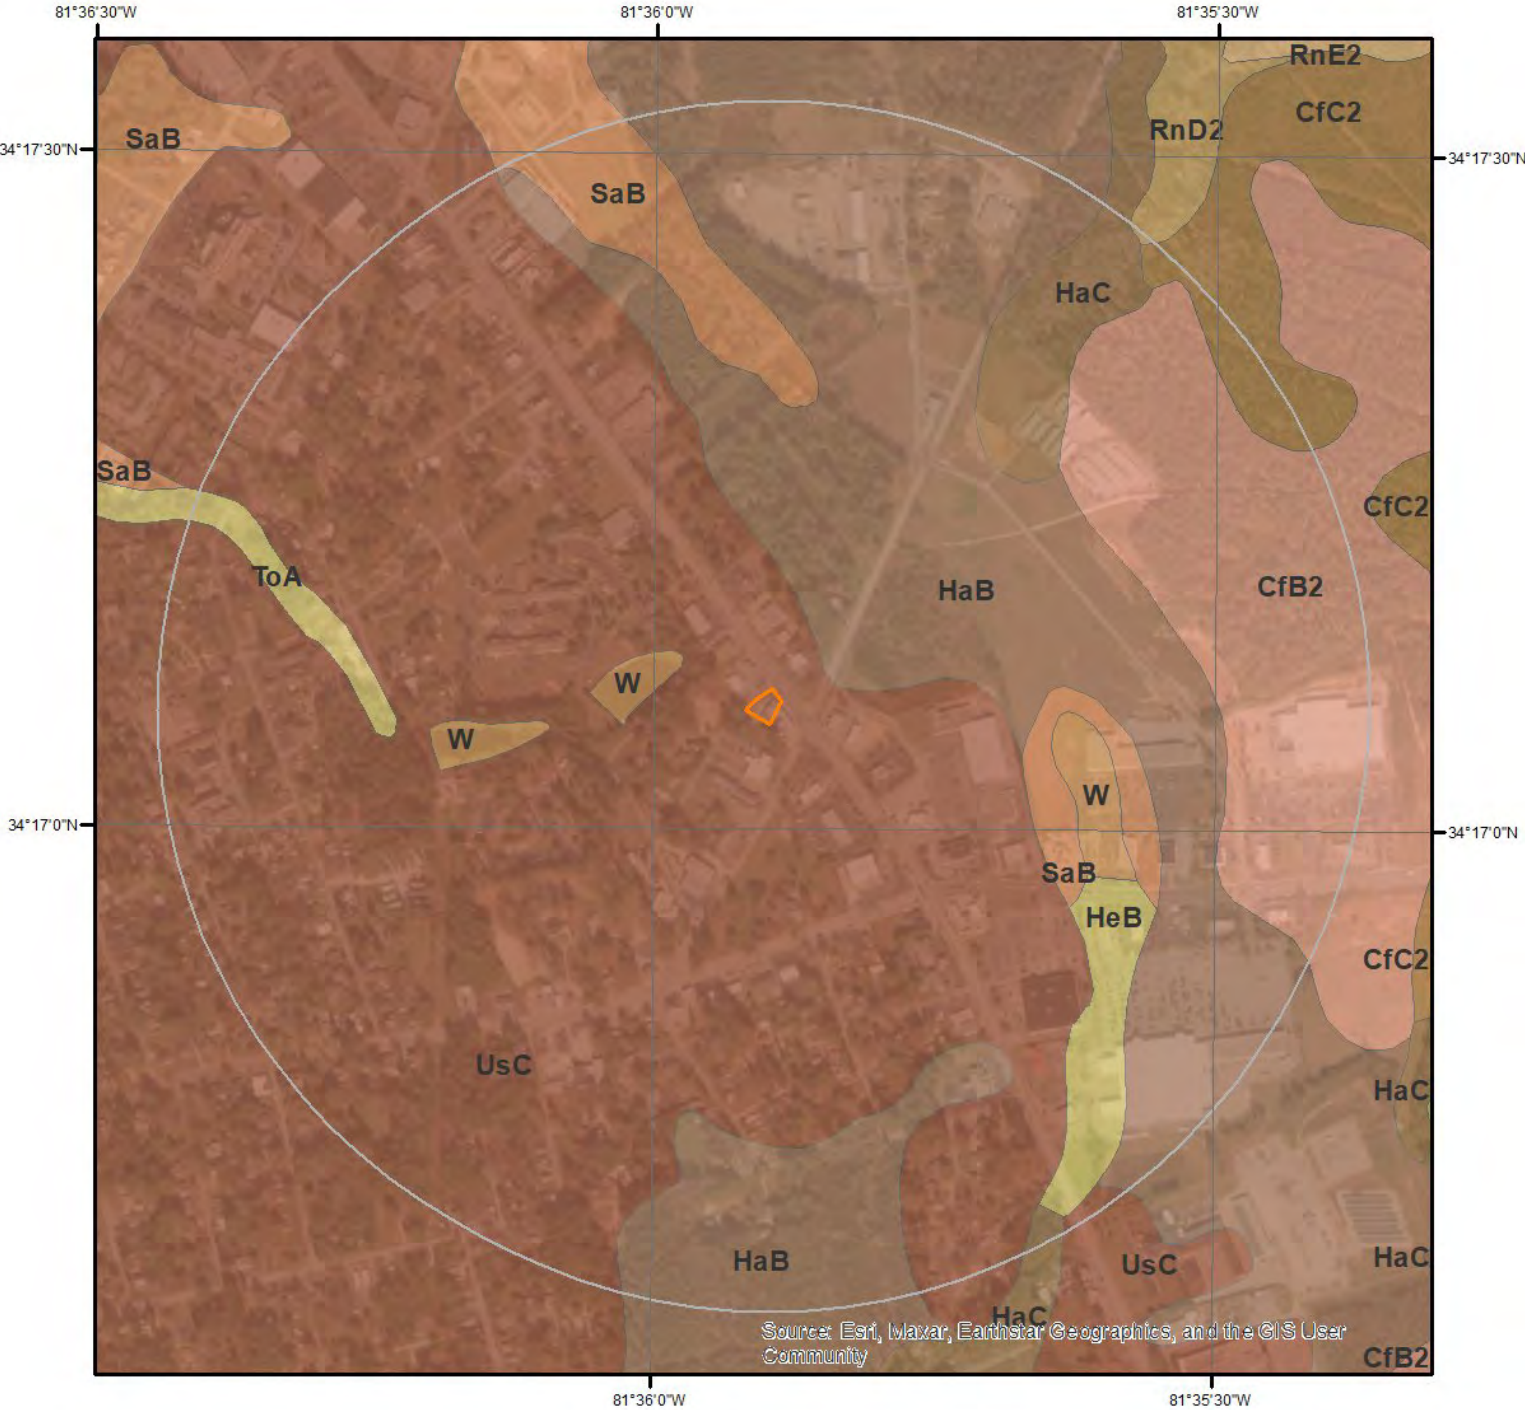 81°36'30"W 81°36'0"W 81°35'30"W
RnE2
CfC2
RnD2
SaB
34°17'30"N 34°17'30"N
SaB
HaC
SaB
CfC2
ToA
HaB CfB2
W
W
W
34°17'0"N 34°17'0"N
SaB
HeB
CfC2
UsC
HaC
HaB UsC HaC
HaC
Source: Esri, Maxar, Earthstar Geographics, and the GIS User
Community
CfB2
81°36'0"W 81°35'30"W